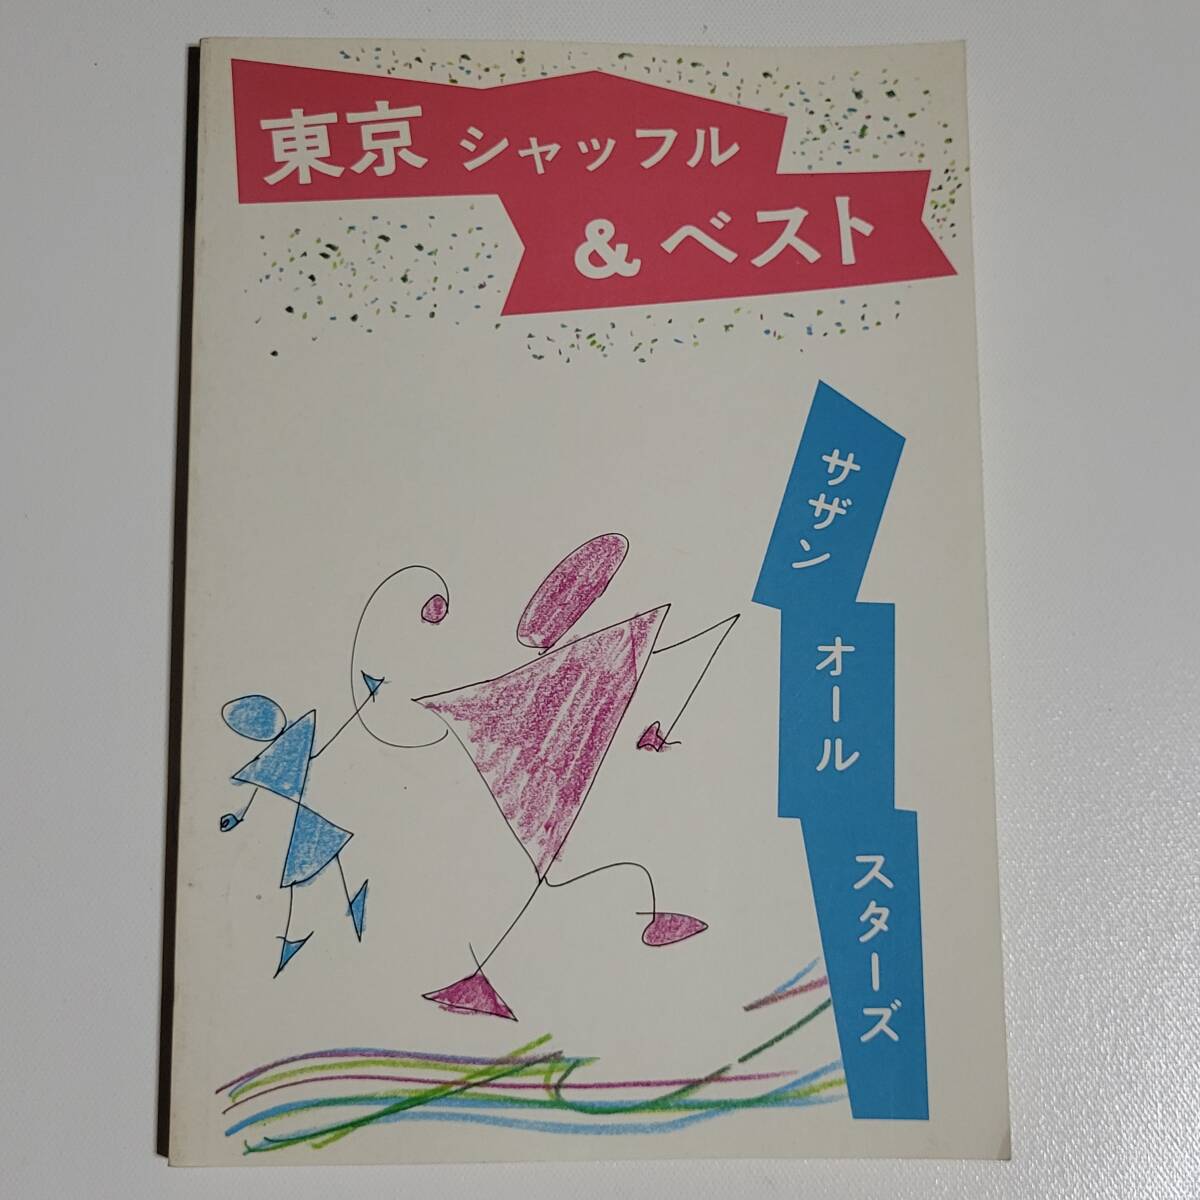 東京 シャッフル
& ベスト
サザン
オール
スターズ